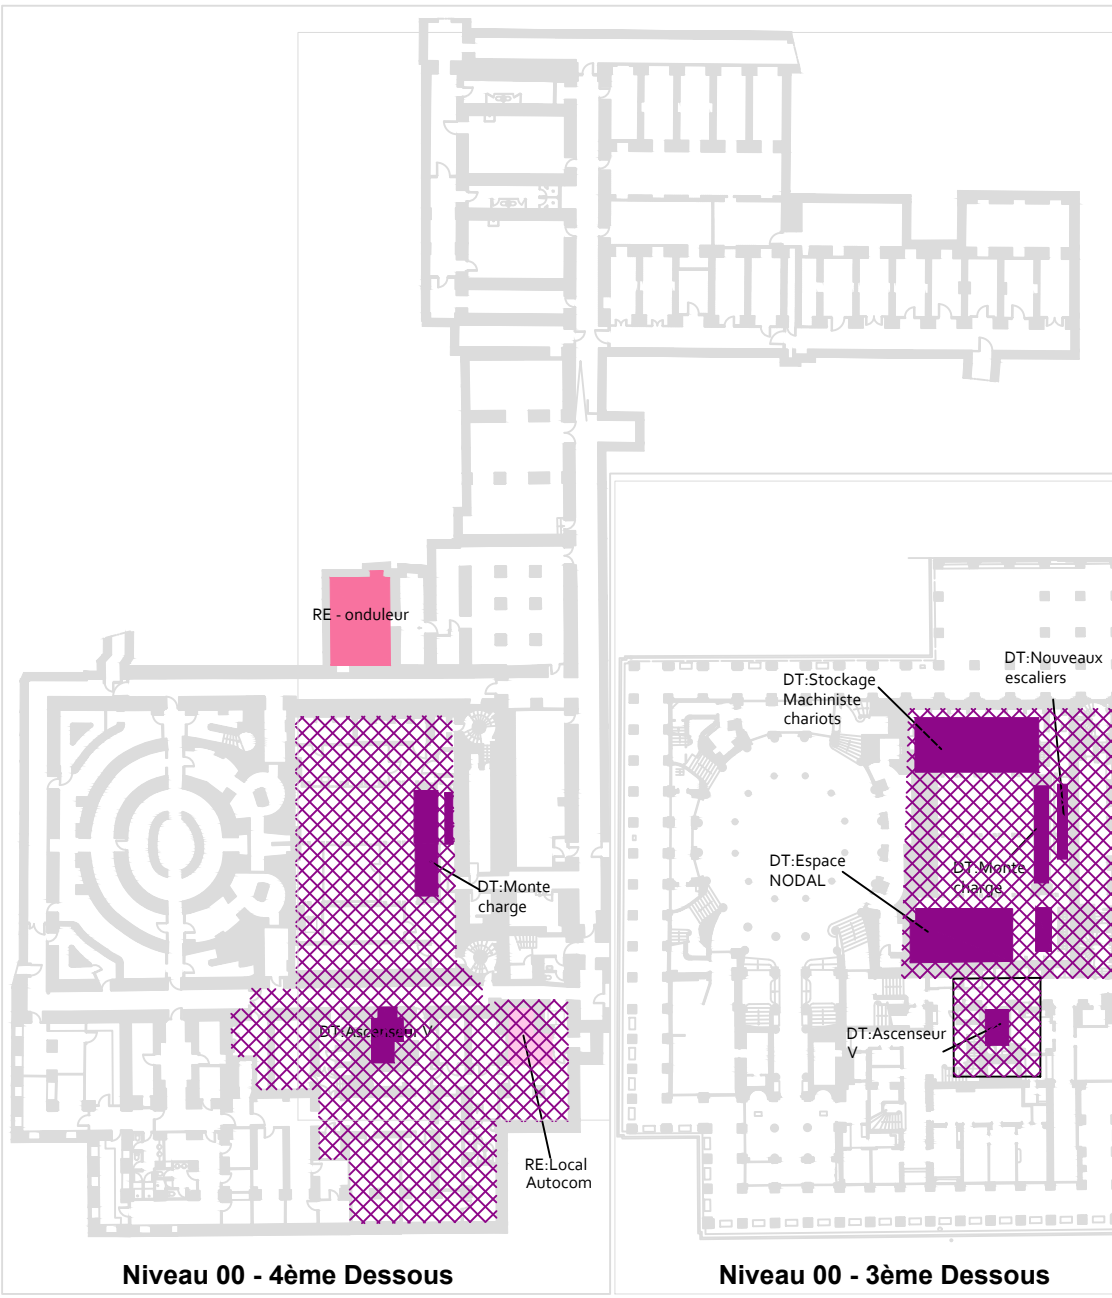 RE - onduleur
DT:Monte
charge
DT:Ascenseur V
RE:Local
Autocom
Niveau 00 - 4ème Dessous
DT:Stockage
Machiniste
chariots
DT:Nouveaux
escaliers
DT:Espace
NODAL
DT:Monte
charge
DT:Ascenseur
V
Niveau 00 - 3ème Dessous